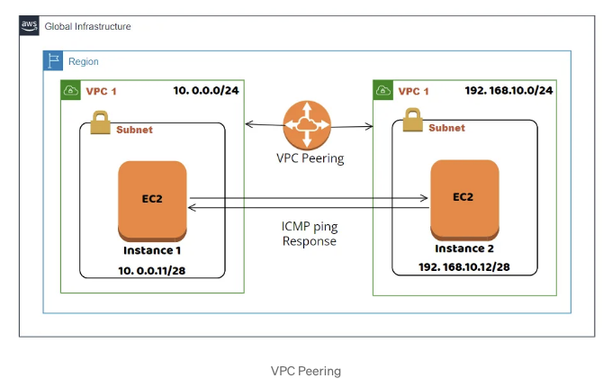 aws
Global Infrastructure
Region
VPC 1
10. 0.0.0/24
VPC 1
192. 168.10.0/24
Subnet
Subnet
VPC Peering
EC2
EC2
ICMP ping
Response
Instance 1
Instance 2
10. 0.0.11/28
192. 168.10.12/28
VPC Peering